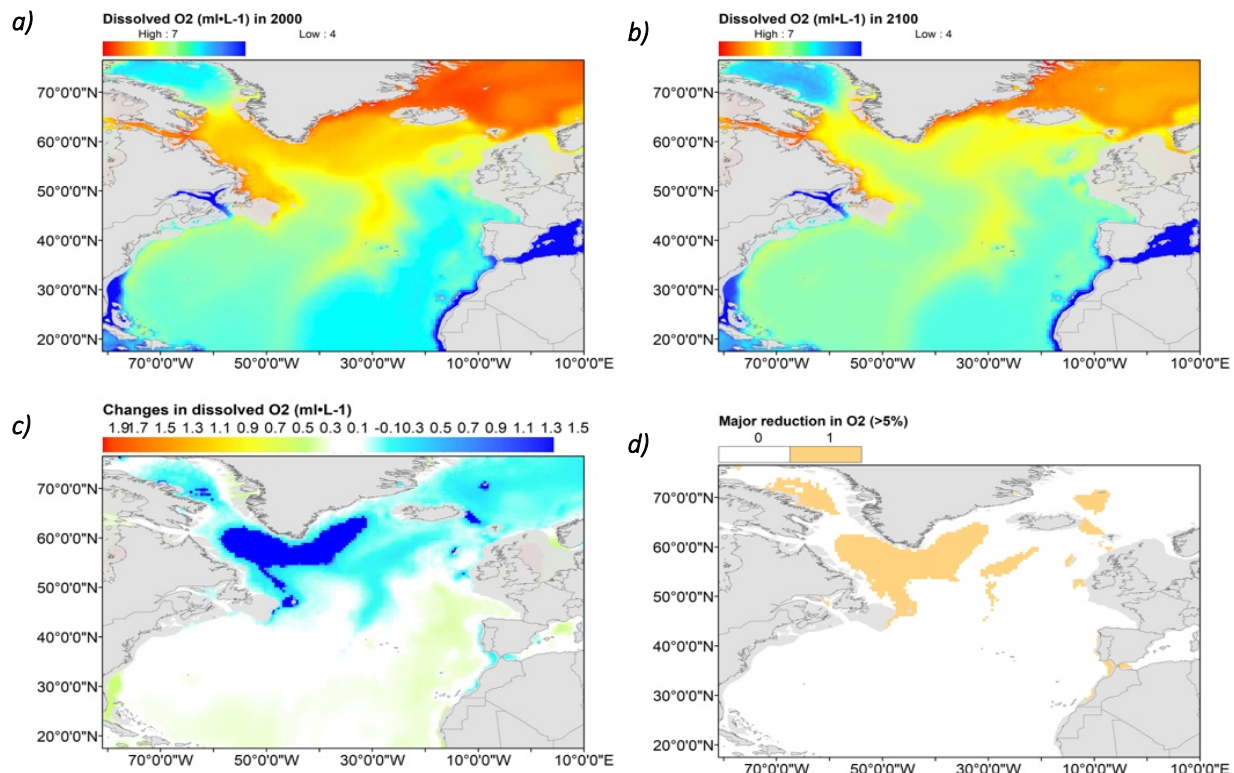 a)
Dissolved O2 (ml•L-1) in 2000
High : 7 Low : 4
70°0'0"N
60°0'0"N
50°0'0"N
40°0'0"N
30°0'0"N
20°0'0"N
70°0'0"W 50°0'0"W 30°0'0"W 10°0'0"W 10°0'0"E
b)
Dissolved O2 (ml•L-1) in 2100
High : 7 Low : 4
70°0'0"N
60°0'0"N
50°0'0"N
40°0'0"N
30°0'0"N
20°0'0"N
70°0'0"W 50°0'0"W 30°0'0"W 10°0'0"W 10°0'0"E
c)
Changes in dissolved O2 (ml•L-1)
1.91.7 1.5 1.3 1.1 0.9 0.7 0.5 0.3 0.1 -0.10.3 0.5 0.7 0.9 1.1 1.3 1.5
70°0'0"N
60°0'0"N
50°0'0"N
40°0'0"N
30°0'0"N
20°0'0"N
70°0'0"W 50°0'0"W 30°0'0"W 10°0'0"W 10°0'0"E
d)
Major reduction in O2 (>5%)
0 1
70°0'0"N
60°0'0"N
50°0'0"N
40°0'0"N
30°0'0"N
20°0'0"N
70°0'0"W 50°0'0"W 30°0'0"W 10°0'0"W 10°0'0"E